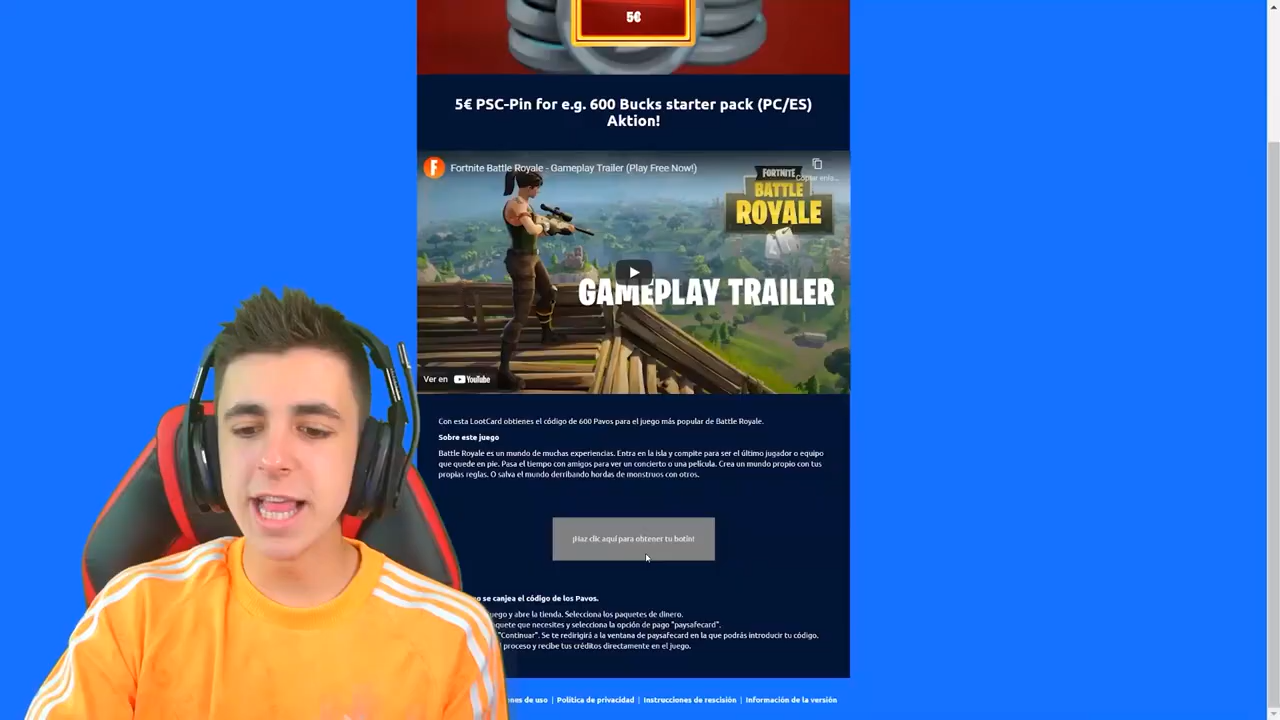 5€
5€ PSC-Pin for e.g. 600 Bucks starter pack (PC/ES)
Aktion!
Fortnite Battle Royale - Gameplay Trailer (Play Free Now!)
Copiar enla...
FORTNITE
BATTLE
ROYALE
GAMEPLAY TRAILER
Ver en YouTube
Con esta LootCard obtienes el código de 600 Pavos para el juego más popular de Battle Royale.
Sobre este juego
Battle Royale es un mundo de muchas experiencias. Entra en la isla y compite para ser el último jugador o equipo
que quede en pie. Pasa el tiempo con amigos para ver un concierto o una película. Crea un mundo propio con tus
propias reglas. O salva el mundo derribando hordas de monstruos con otros.
¡Haz clic aquí para obtener tu botín!
se canjea el código de los Pavos.
uego y abre la tienda. Selecciona los paquetes de dinero.
quete que necesites y selecciona la opción de pago "paysafecard".
"Continuar". Se te redirigirá a la ventana de paysafecard en la que podrás introducir tu código.
proceso y recibe tus créditos directamente en el juego.
nes de uso | Política de privacidad | Instrucciones de rescisión | Información de la versión